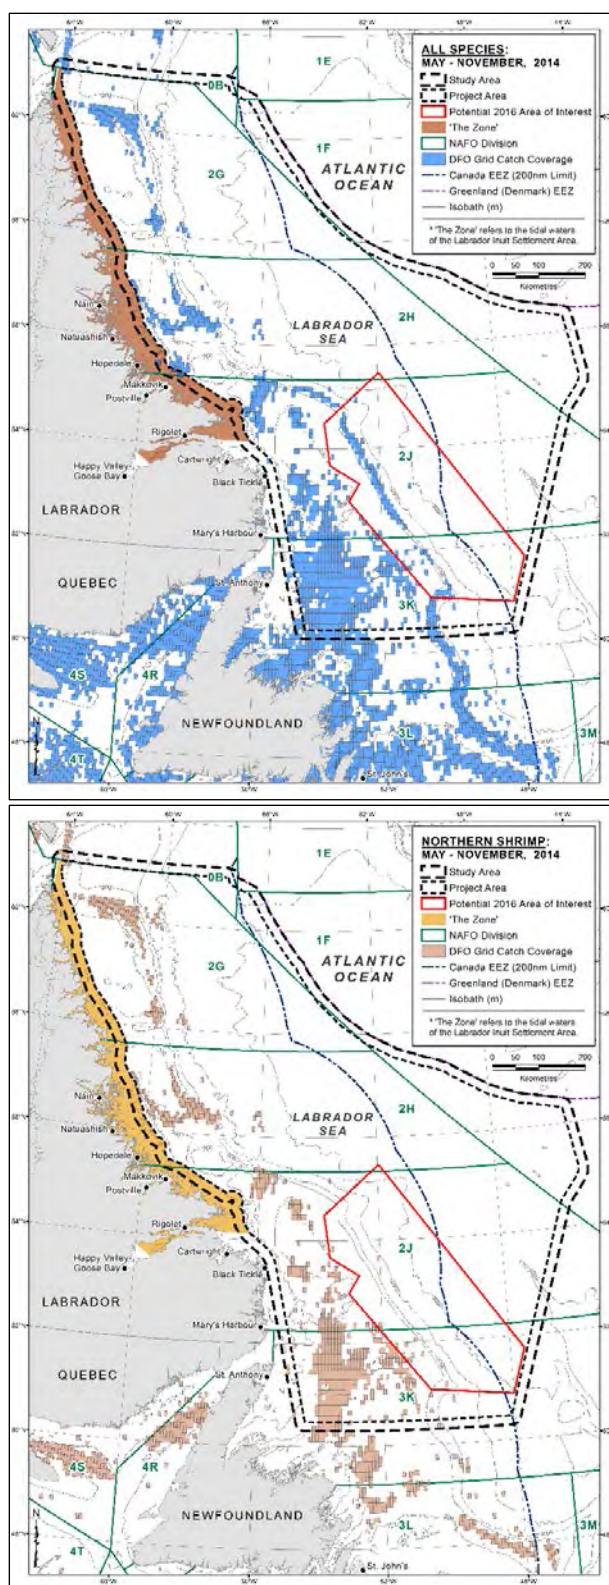 ALL SPECIES:
MAY - NOVEMBER, 2014
Study Area
Project Area
Potential 2016 Area of Interest
'The Zone'
NAFO Division
DFO Grid Catch Coverage
Canada EEZ (200nm Limit)
Greenland (Denmark) EEZ
Isobath (m)
* 'The Zone' refers to the tidal waters
of the Labrador Inuit Settlement Area.
0 50 100 200
Kilometres
1E
0B
1F
ATLANTIC
OCEAN
2G
2H
Nain
LABRADOR
SEA
Natuashish
Hopedale
Makkovik
Postville
Rigolet
2J
Cartwright
Happy Valley-
Goose Bay
Black Tickle
LABRADOR
Mary's Harbour
QUEBEC
St. Anthony
3K
4S
4R
NEWFOUNDLAND
3L
3M
4T
St. John's
NORTHERN SHRIMP:
MAY - NOVEMBER, 2014
Study Area
Project Area
Potential 2016 Area of Interest
'The Zone'
NAFO Division
DFO Grid Catch Coverage
Canada EEZ (200nm Limit)
Greenland (Denmark) EEZ
Isobath (m)
* 'The Zone' refers to the tidal waters
of the Labrador Inuit Settlement Area.
0 50 100 200
Kilometres
1E
0B
1F
ATLANTIC
OCEAN
2G
2H
Nain
LABRADOR
SEA
Natuashish
Hopedale
Makkovik
Postville
Rigolet
2J
Cartwright
Happy Valley-
Goose Bay
Black Tickle
LABRADOR
Mary's Harbour
QUEBEC
St. Anthony
3K
4S
4R
NEWFOUNDLAND
3L
3M
4T
St. John's